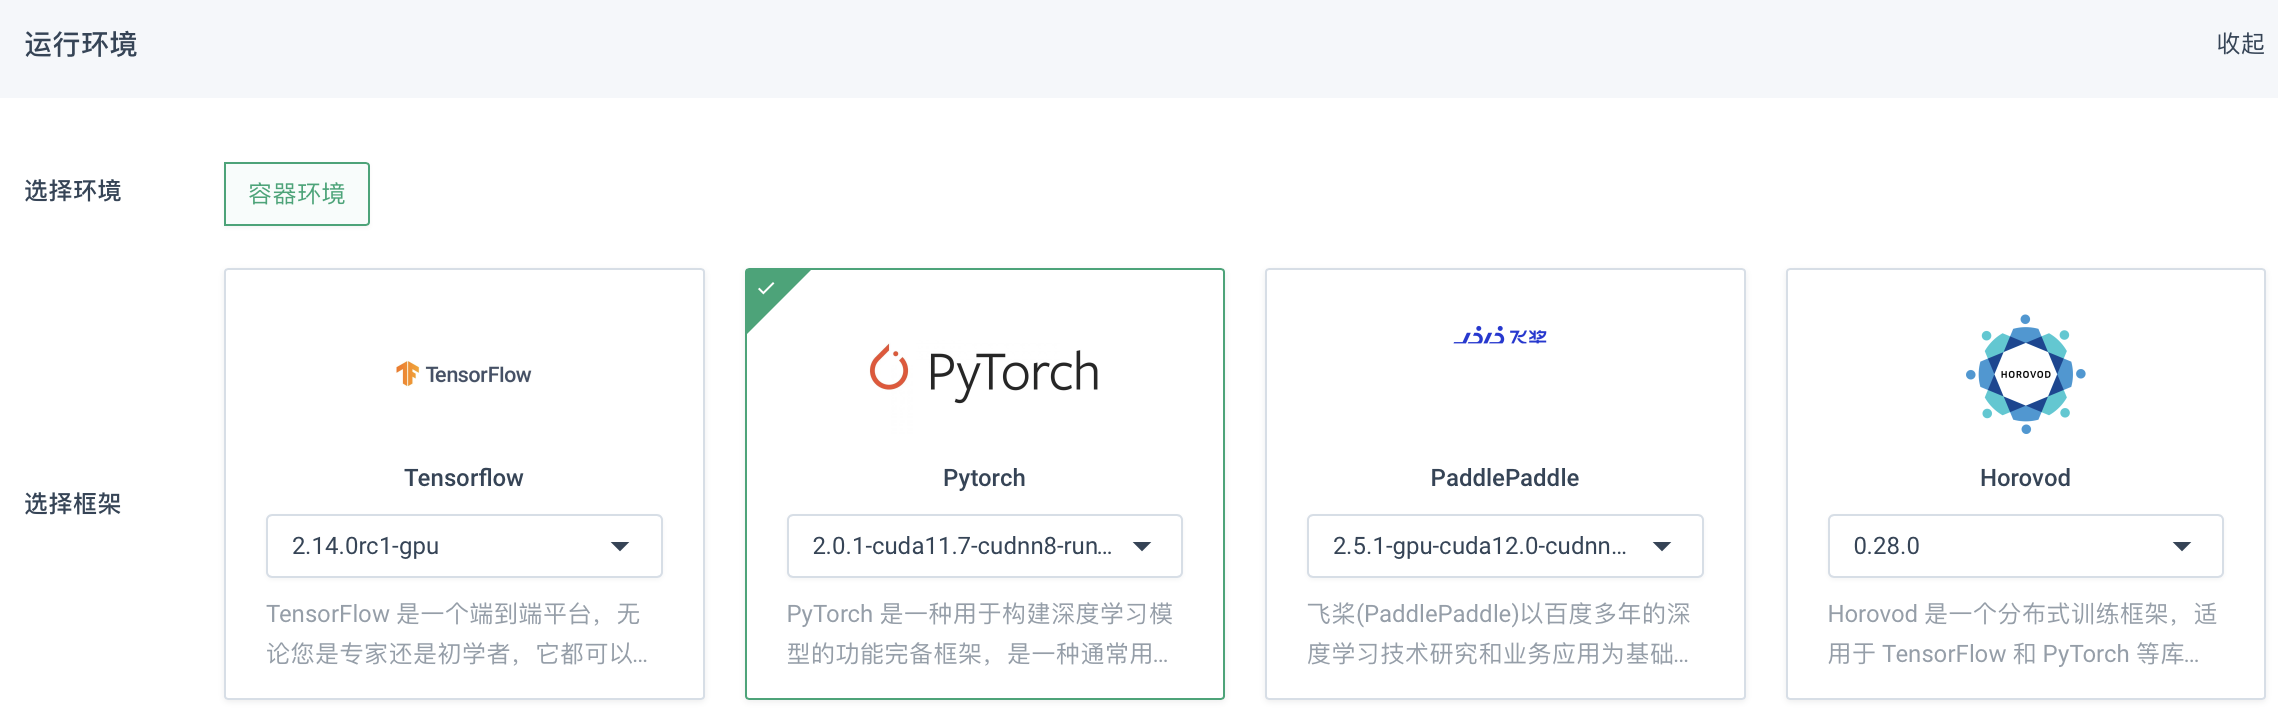 运行环境
收起
选择环境
容器环境
选择框架
TensorFlow
Tensorflow
2.14.0rc1-gpu
TensorFlow 是一个端到端平台，无
论您是专家还是初学者，它都可以...
PyTorch
Pytorch
2.0.1-cuda11.7-cudnn8-run...
PyTorch 是一种用于构建深度学习模
型的功能完备框架，是一种通常用...
飞桨
PaddlePaddle
2.5.1-gpu-cuda12.0-cudnn...
飞桨(PaddlePaddle)以百度多年的深
度学习技术研究和业务应用为基础...
HOROVOD
Horovod
0.28.0
Horovod 是一个分布式训练框架，适
用于 TensorFlow 和 PyTorch 等库...